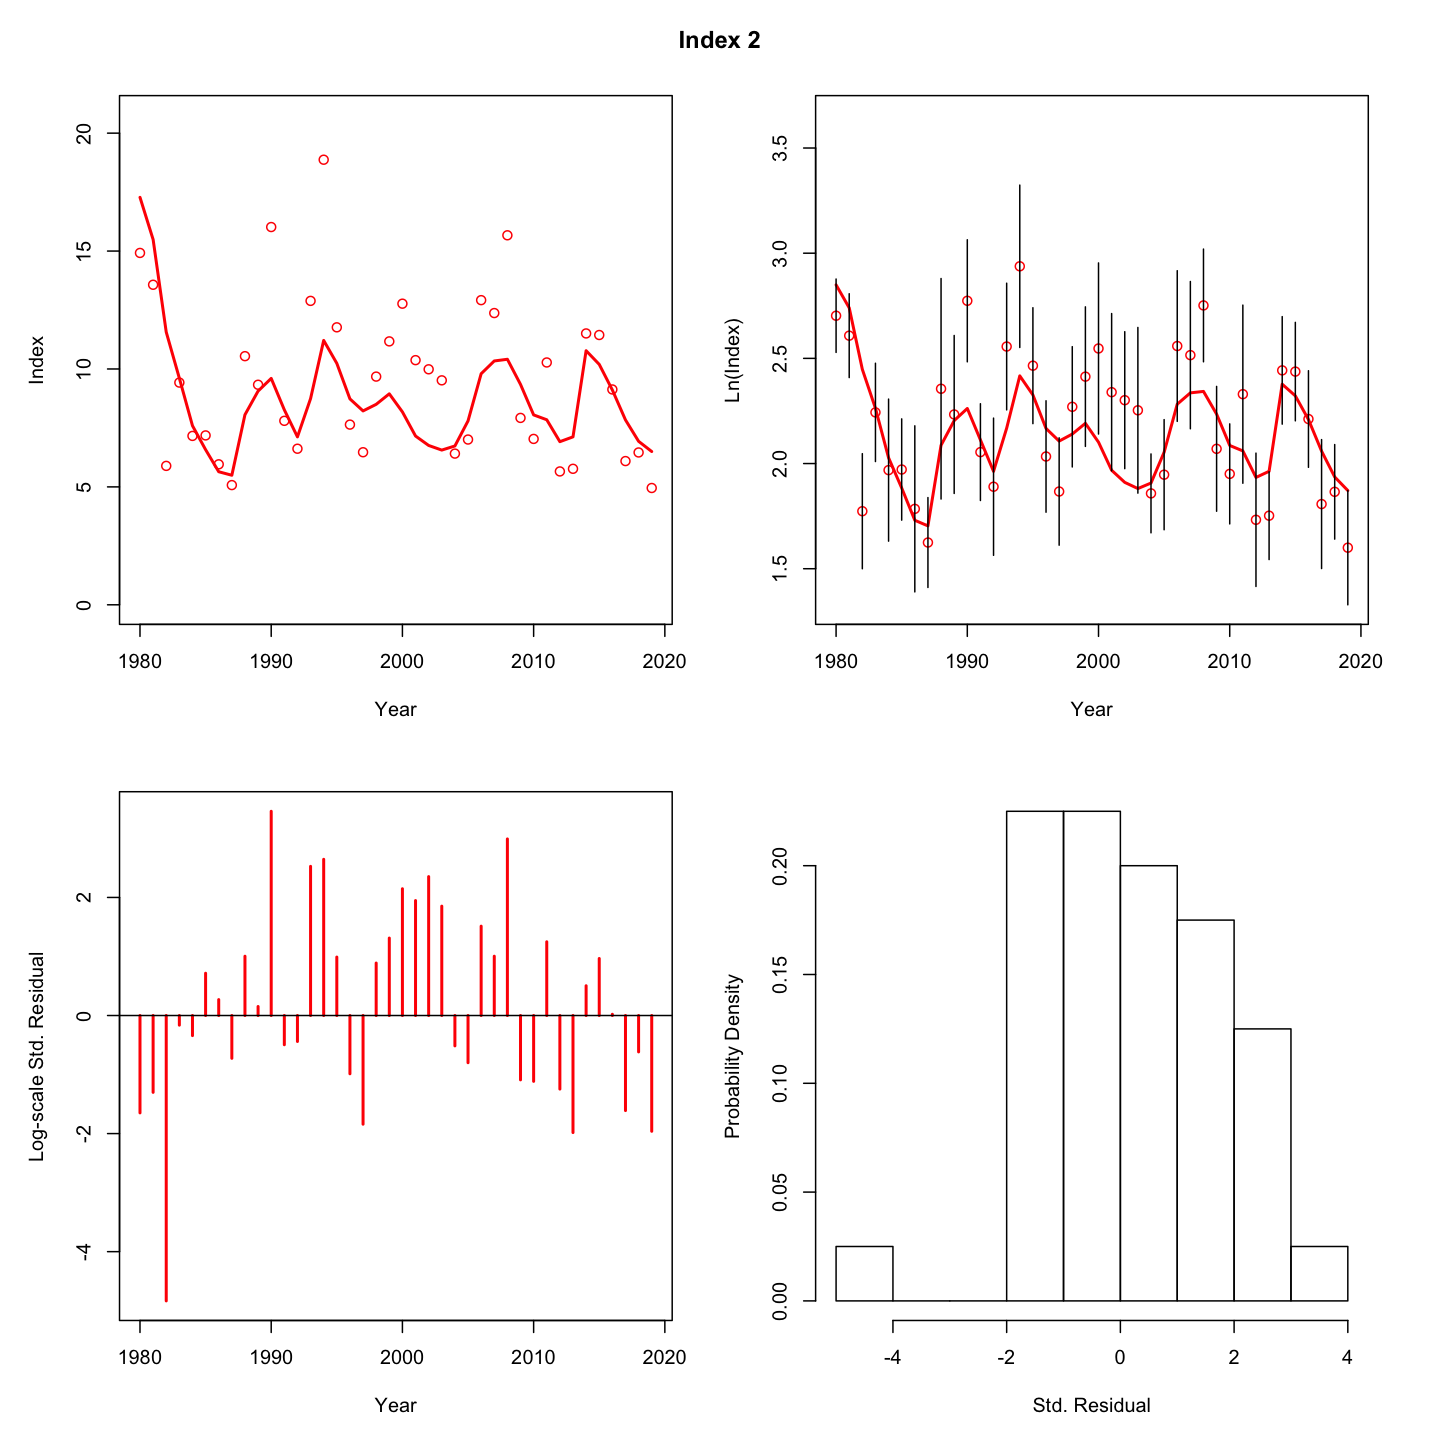 Index 2
Index
0 5 10 15 20
1980 1990 2000 2010 2020
Year
Ln(Index)
1.5 2.0 2.5 3.0 3.5
1980 1990 2000 2010 2020
Year
Log-scale Std. Residual
-4 -2 0 2
1980 1990 2000 2010 2020
Year
Probability Density
0.00 0.05 0.10 0.15 0.20
-4 -2 0 2 4
Std. Residual